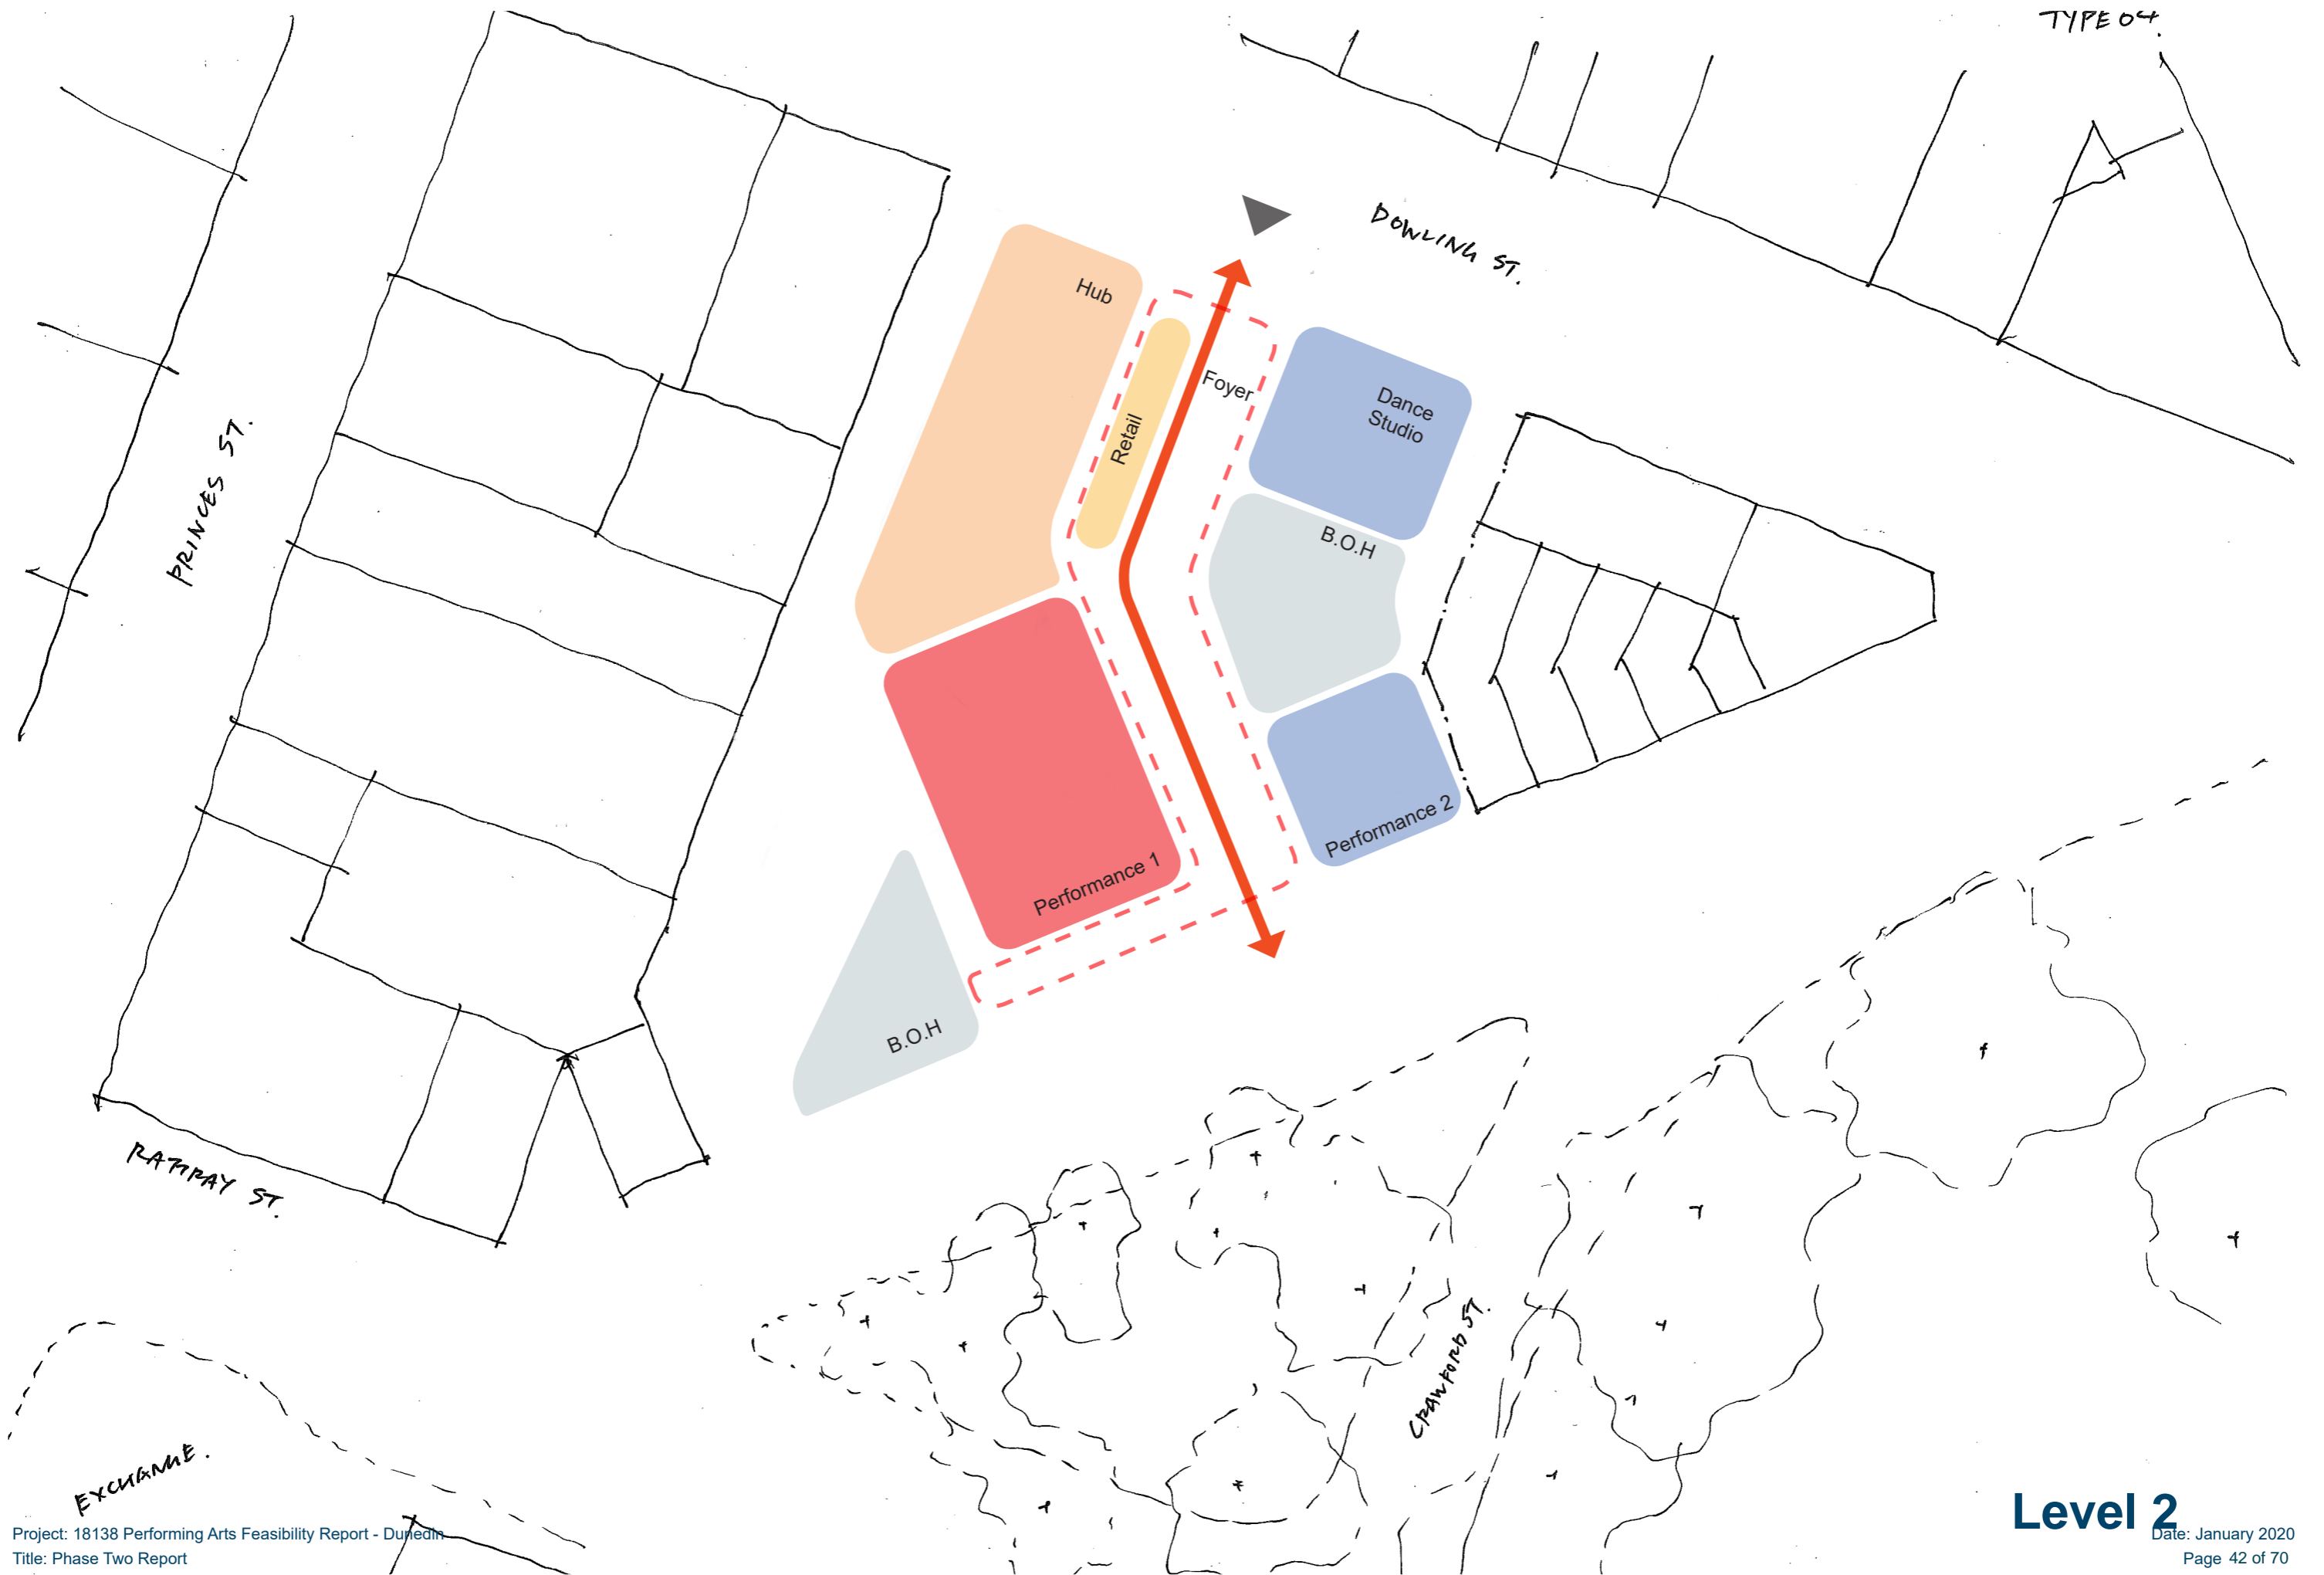 TYPE 04.
DOWLING ST.
Hub
Foyer
Retail
Dance
Studio
PRINCES ST.
B.O.H
Performance 2
Performance 1
B.O.H
RATTRAY ST.
CRAWFORD ST.
EXCHANGE.
Level 2
Project: 18138 Performing Arts Feasibility Report - Dunedin
Title: Phase Two Report
Date: January 2020
Page 42 of 70